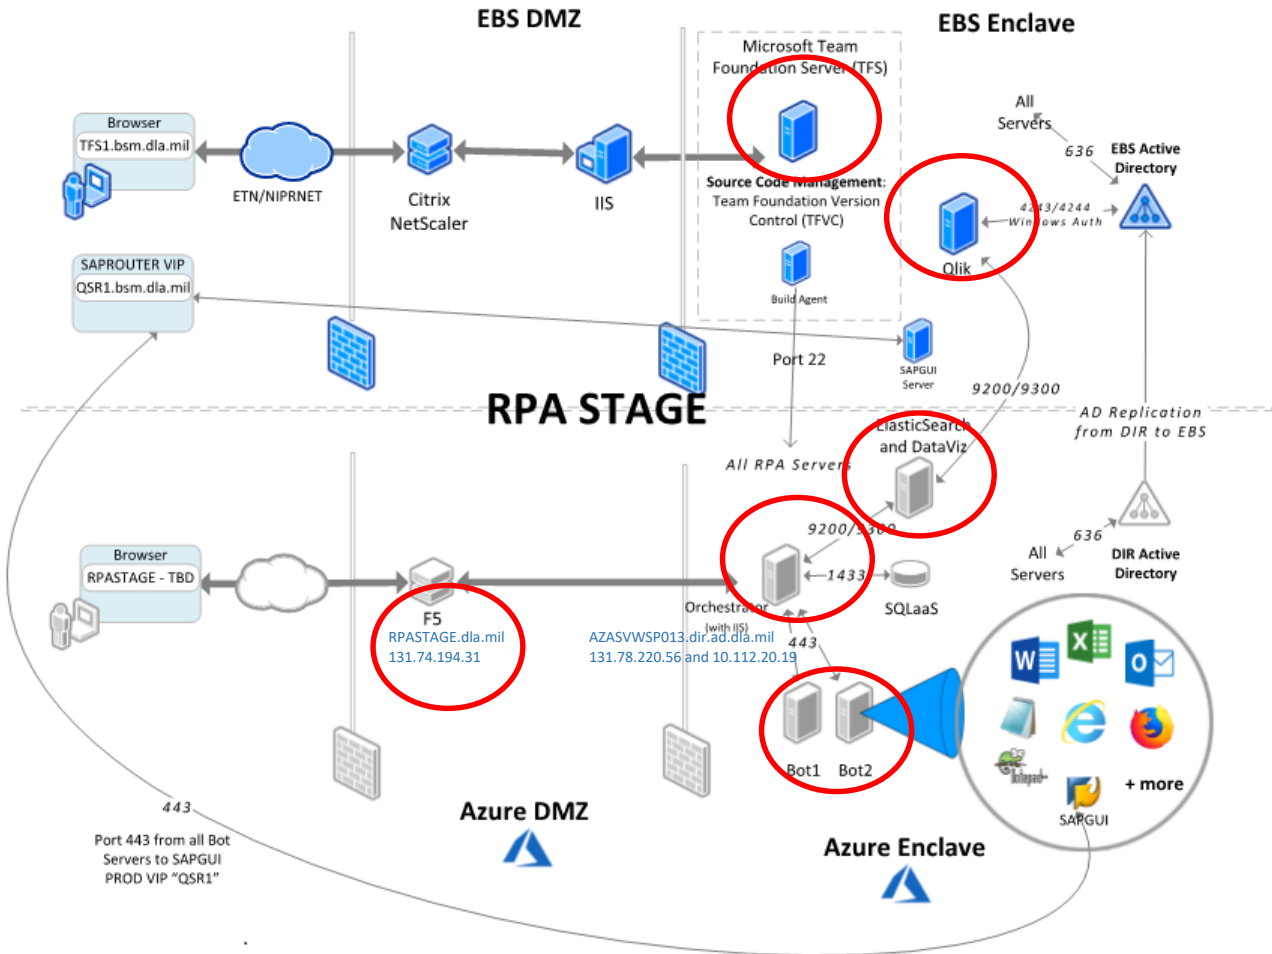 EBS DMZ
EBS Enclave
Microsoft Team
Foundation Server (TFS)
Browser
TFS1.bsm.dla.mil
ETN/NIPRNET
Citrix
NetScaler
IIS
Source Code Management:
Team Foundation Version
Control (TFVC)
Build Agent
All
Servers
636
EBS Active
Directory
4243/4244
Windows Auth
Qlik
SAPROUTER VIP
QSR1.bsm.dla.mil
SAPGUI
Server
Port 22
9200/9300
RPA STAGE
AD Replication
from DIR to EBS
ElasticSearch
and DataViz
All RPA Servers
9200/9300
Browser
RPASTAGE - TBD
F5
RPASTAGE.dla.mil
131.74.194.31
1433
SQLaaS
Orchestrator
(with IIS)
AZASVWSP013.dir.ad.dla.mil
131.78.220.56 and 10.112.20.19
443
636
All
Servers
DIR Active
Directory
Bot1
Bot2
W
X
O
Notepad++
+ more
SAPGUI
443
Port 443 from all Bot
Servers to SAPGUI
PROD VIP “QSR1”
Azure DMZ
Azure Enclave
.